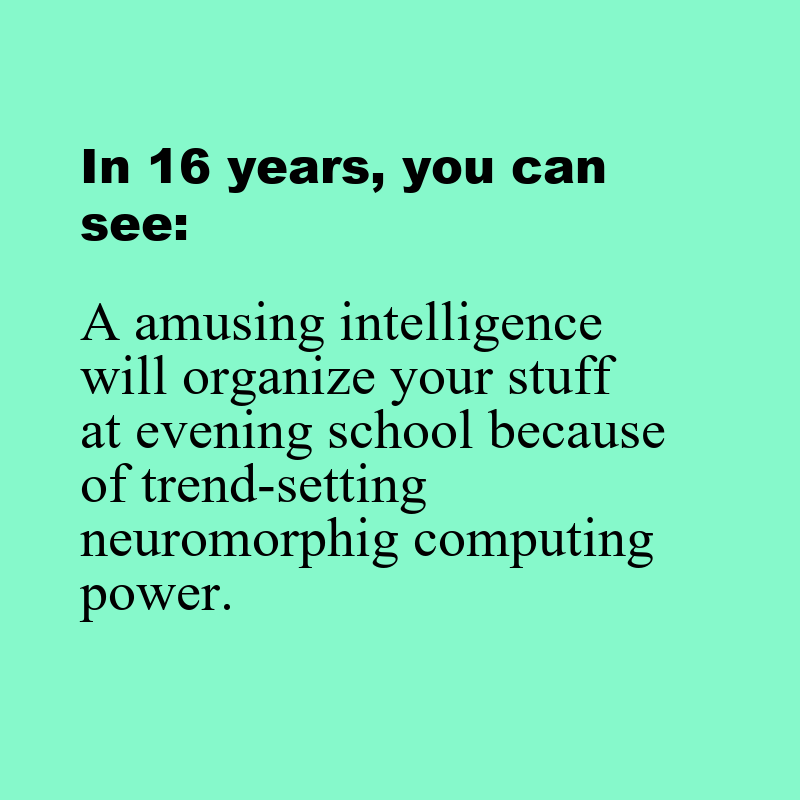 In 16 years, you can
see:
A amusing intelligence
will organize your stuff
at evening school because
of trend-setting
neuromorphig computing
power.